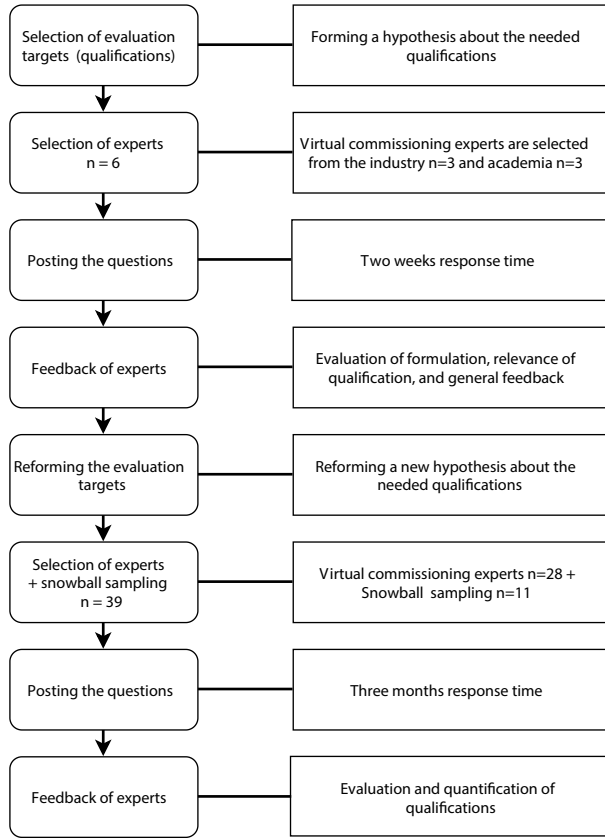 Selection of evaluation
targets (qualifications)
Forming a hypothesis about the needed
qualifications
Selection of experts
n = 6
Virtual commissioning experts are selected
from the industry n=3 and academia n=3
Posting the questions
Two weeks response time
Feedback of experts
Evaluation of formulation, relevance of
qualification, and general feedback
Reforming the evaluation
targets
Reforming a new hypothesis about the
needed qualifications
Selection of experts
+ snowball sampling
n = 39
Virtual commissioning experts n=28 +
Snowball sampling n=11
Posting the questions
Three months response time
Feedback of experts
Evaluation and quantification of
qualifications